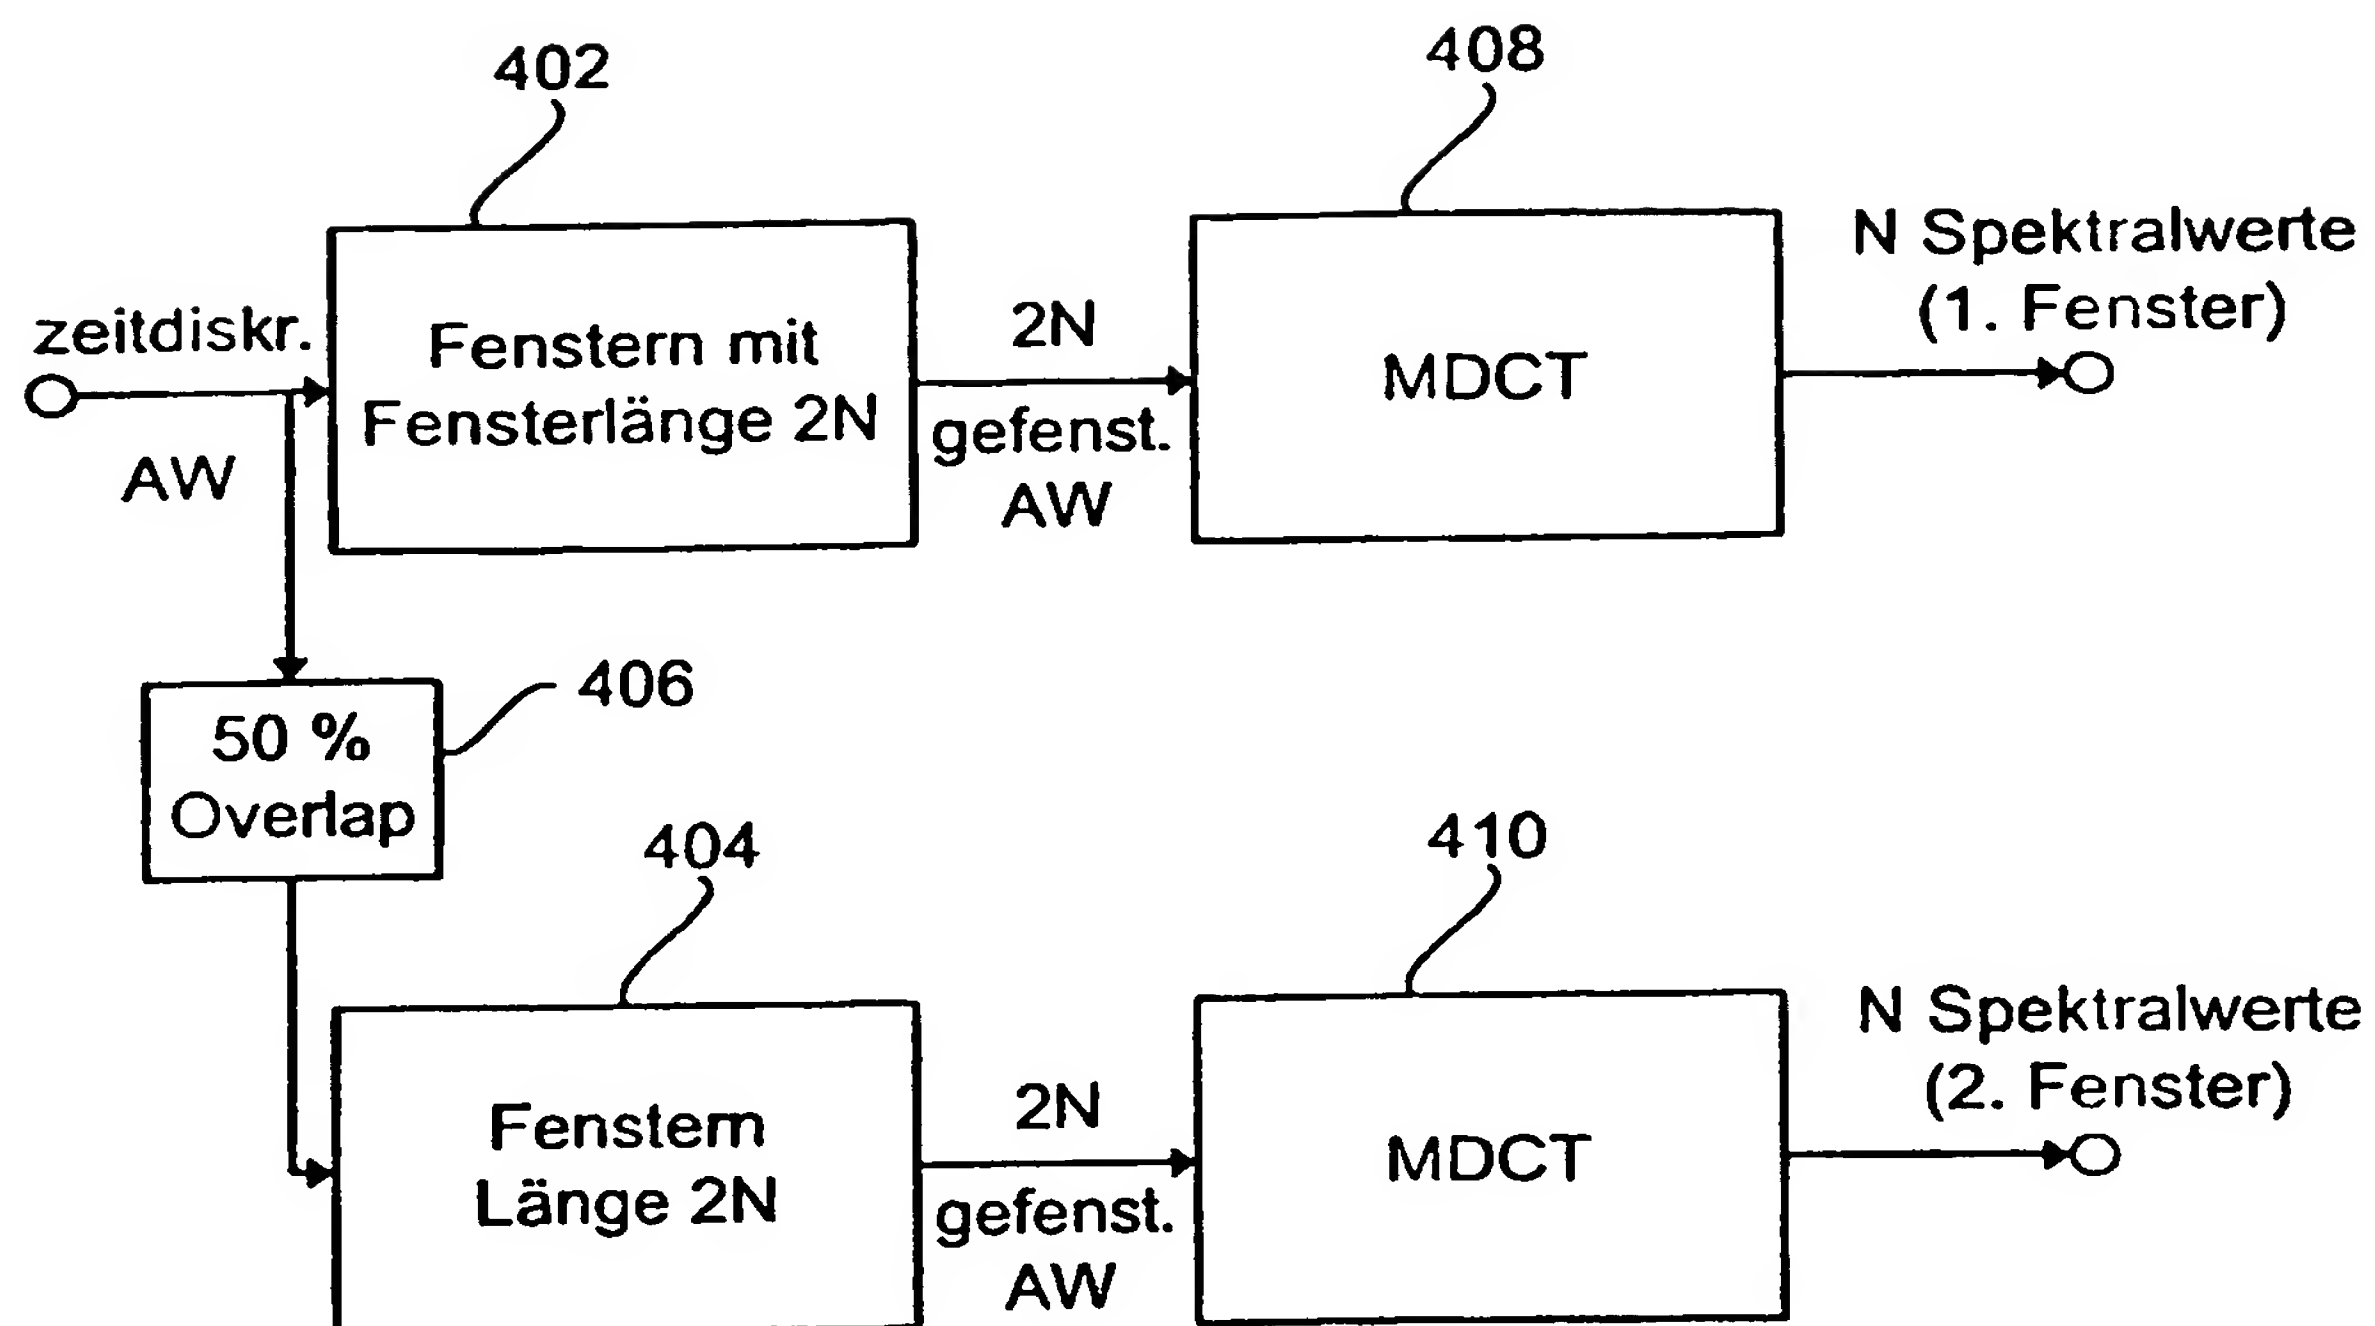 402
408
zeitdiskr.
AW
Fenstern mit
Fensterlänge 2N
2N
gefenst.
AW
MDCT
N Spektralwerte
(1. Fenster)
50 %
Overlap
406
404
410
Fenstern
Länge 2N
2N
gefenst.
AW
MDCT
N Spektralwerte
(2. Fenster)